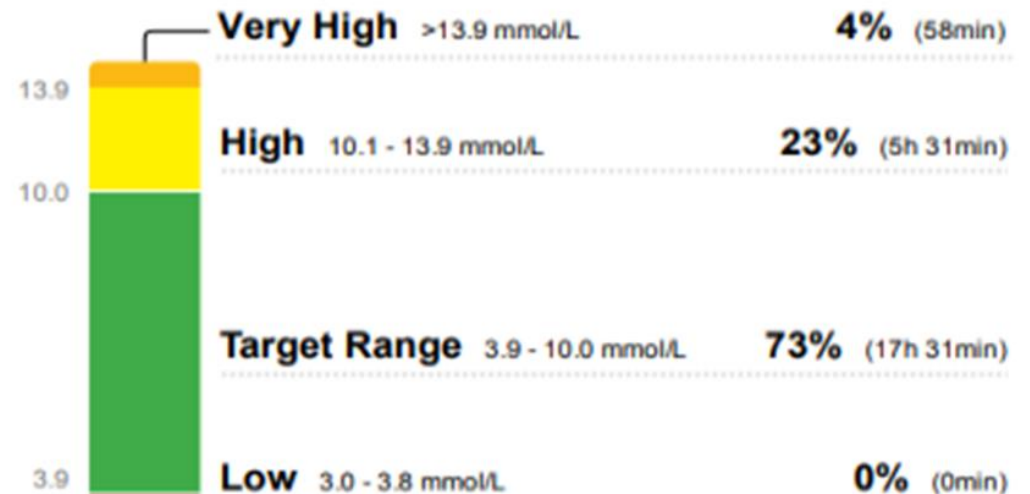 Very High >13.9 mmol/L 4% (58min)
13.9
High 10.1 - 13.9 mmol/L 23% (5h 31min)
10.0
Target Range 3.9 - 10.0 mmol/L 73% (17h 31min)
3.9 Low 3.0 - 3.8 mmol/L 0% (0min)